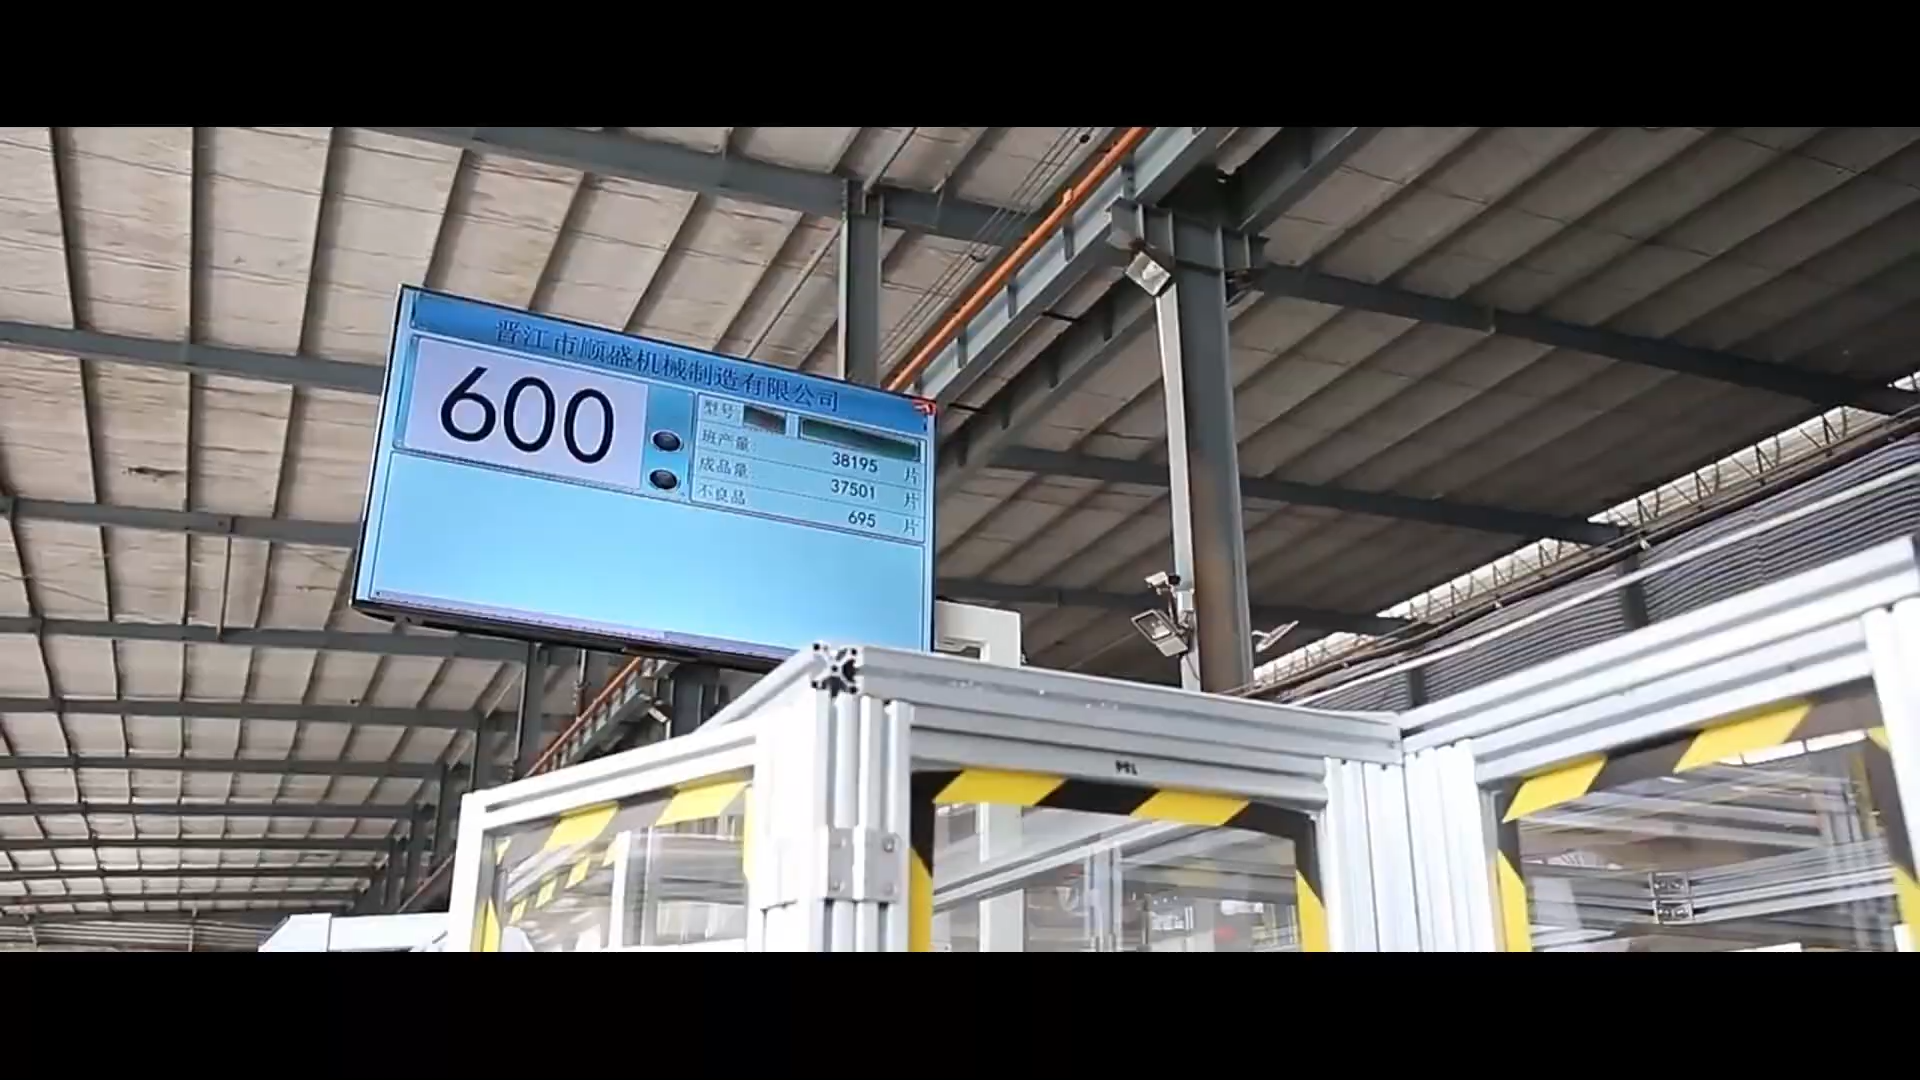 晋江市顺盛机械制造有限公司
600
型号
班产量: 38195 片
成品量: 37501 片
不良品 695 片